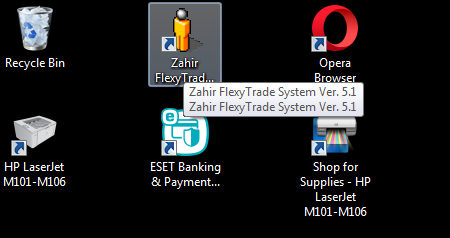 Recycle Bin
Zahir
FlexyTrad...
Opera
Browser
Zahir FlexyTrade System Ver. 5.1
Zahir FlexyTrade System Ver. 5.1
HP LaserJet
M101-M106
ESET Banking
& Payment...
Shop for
Supplies - HP
LaserJet
M101-M106